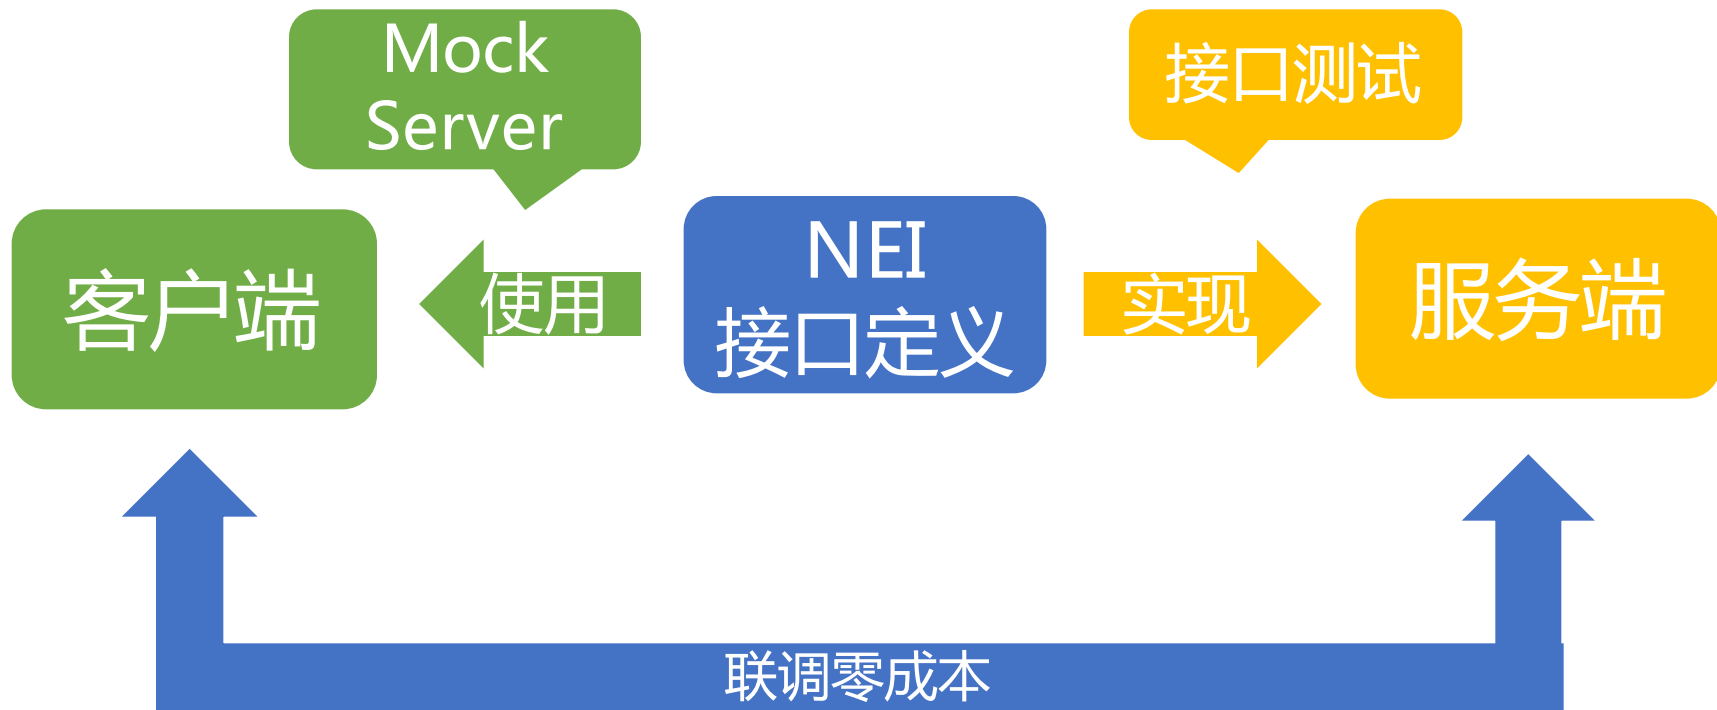 Mock
Server
接口测试
客户端
使用
NEI
接口定义
实现
服务端
联调零成本